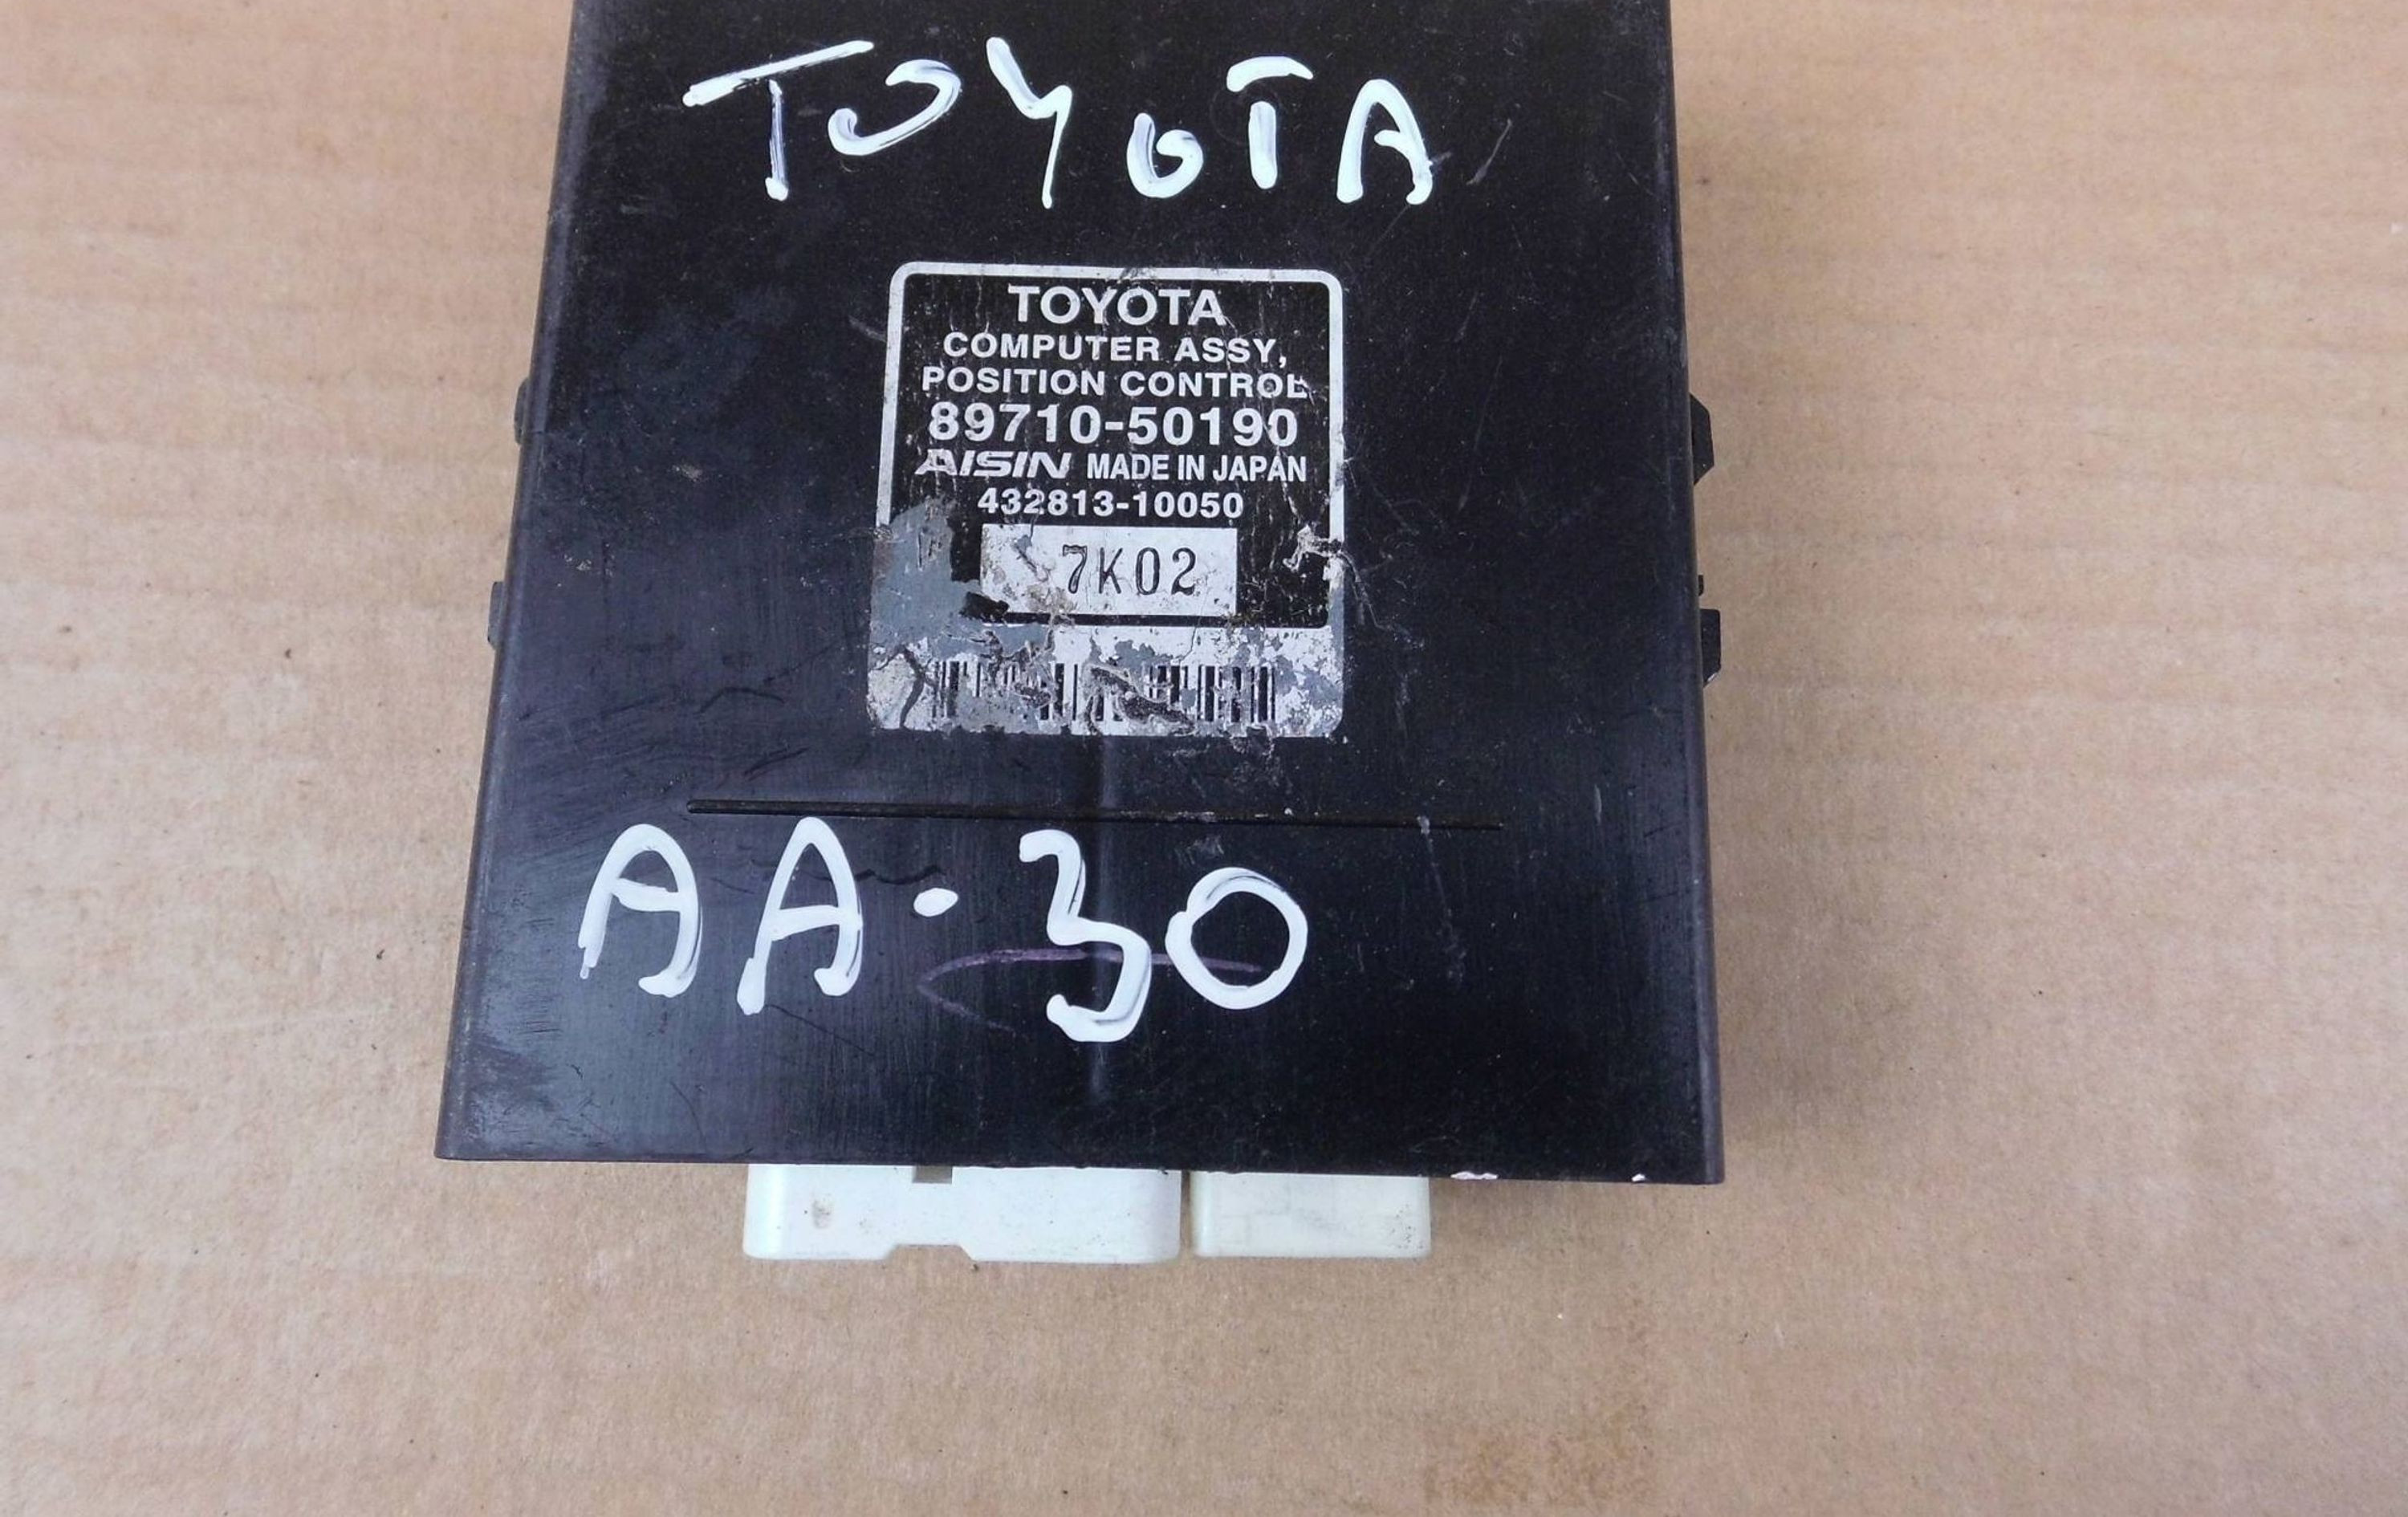 TOYOTA
TOYOTA
COMPUTER ASSY,
POSITION CONTROL
89710-50190
AISIN MADE IN JAPAN
432813-10050
7K02
AA·30